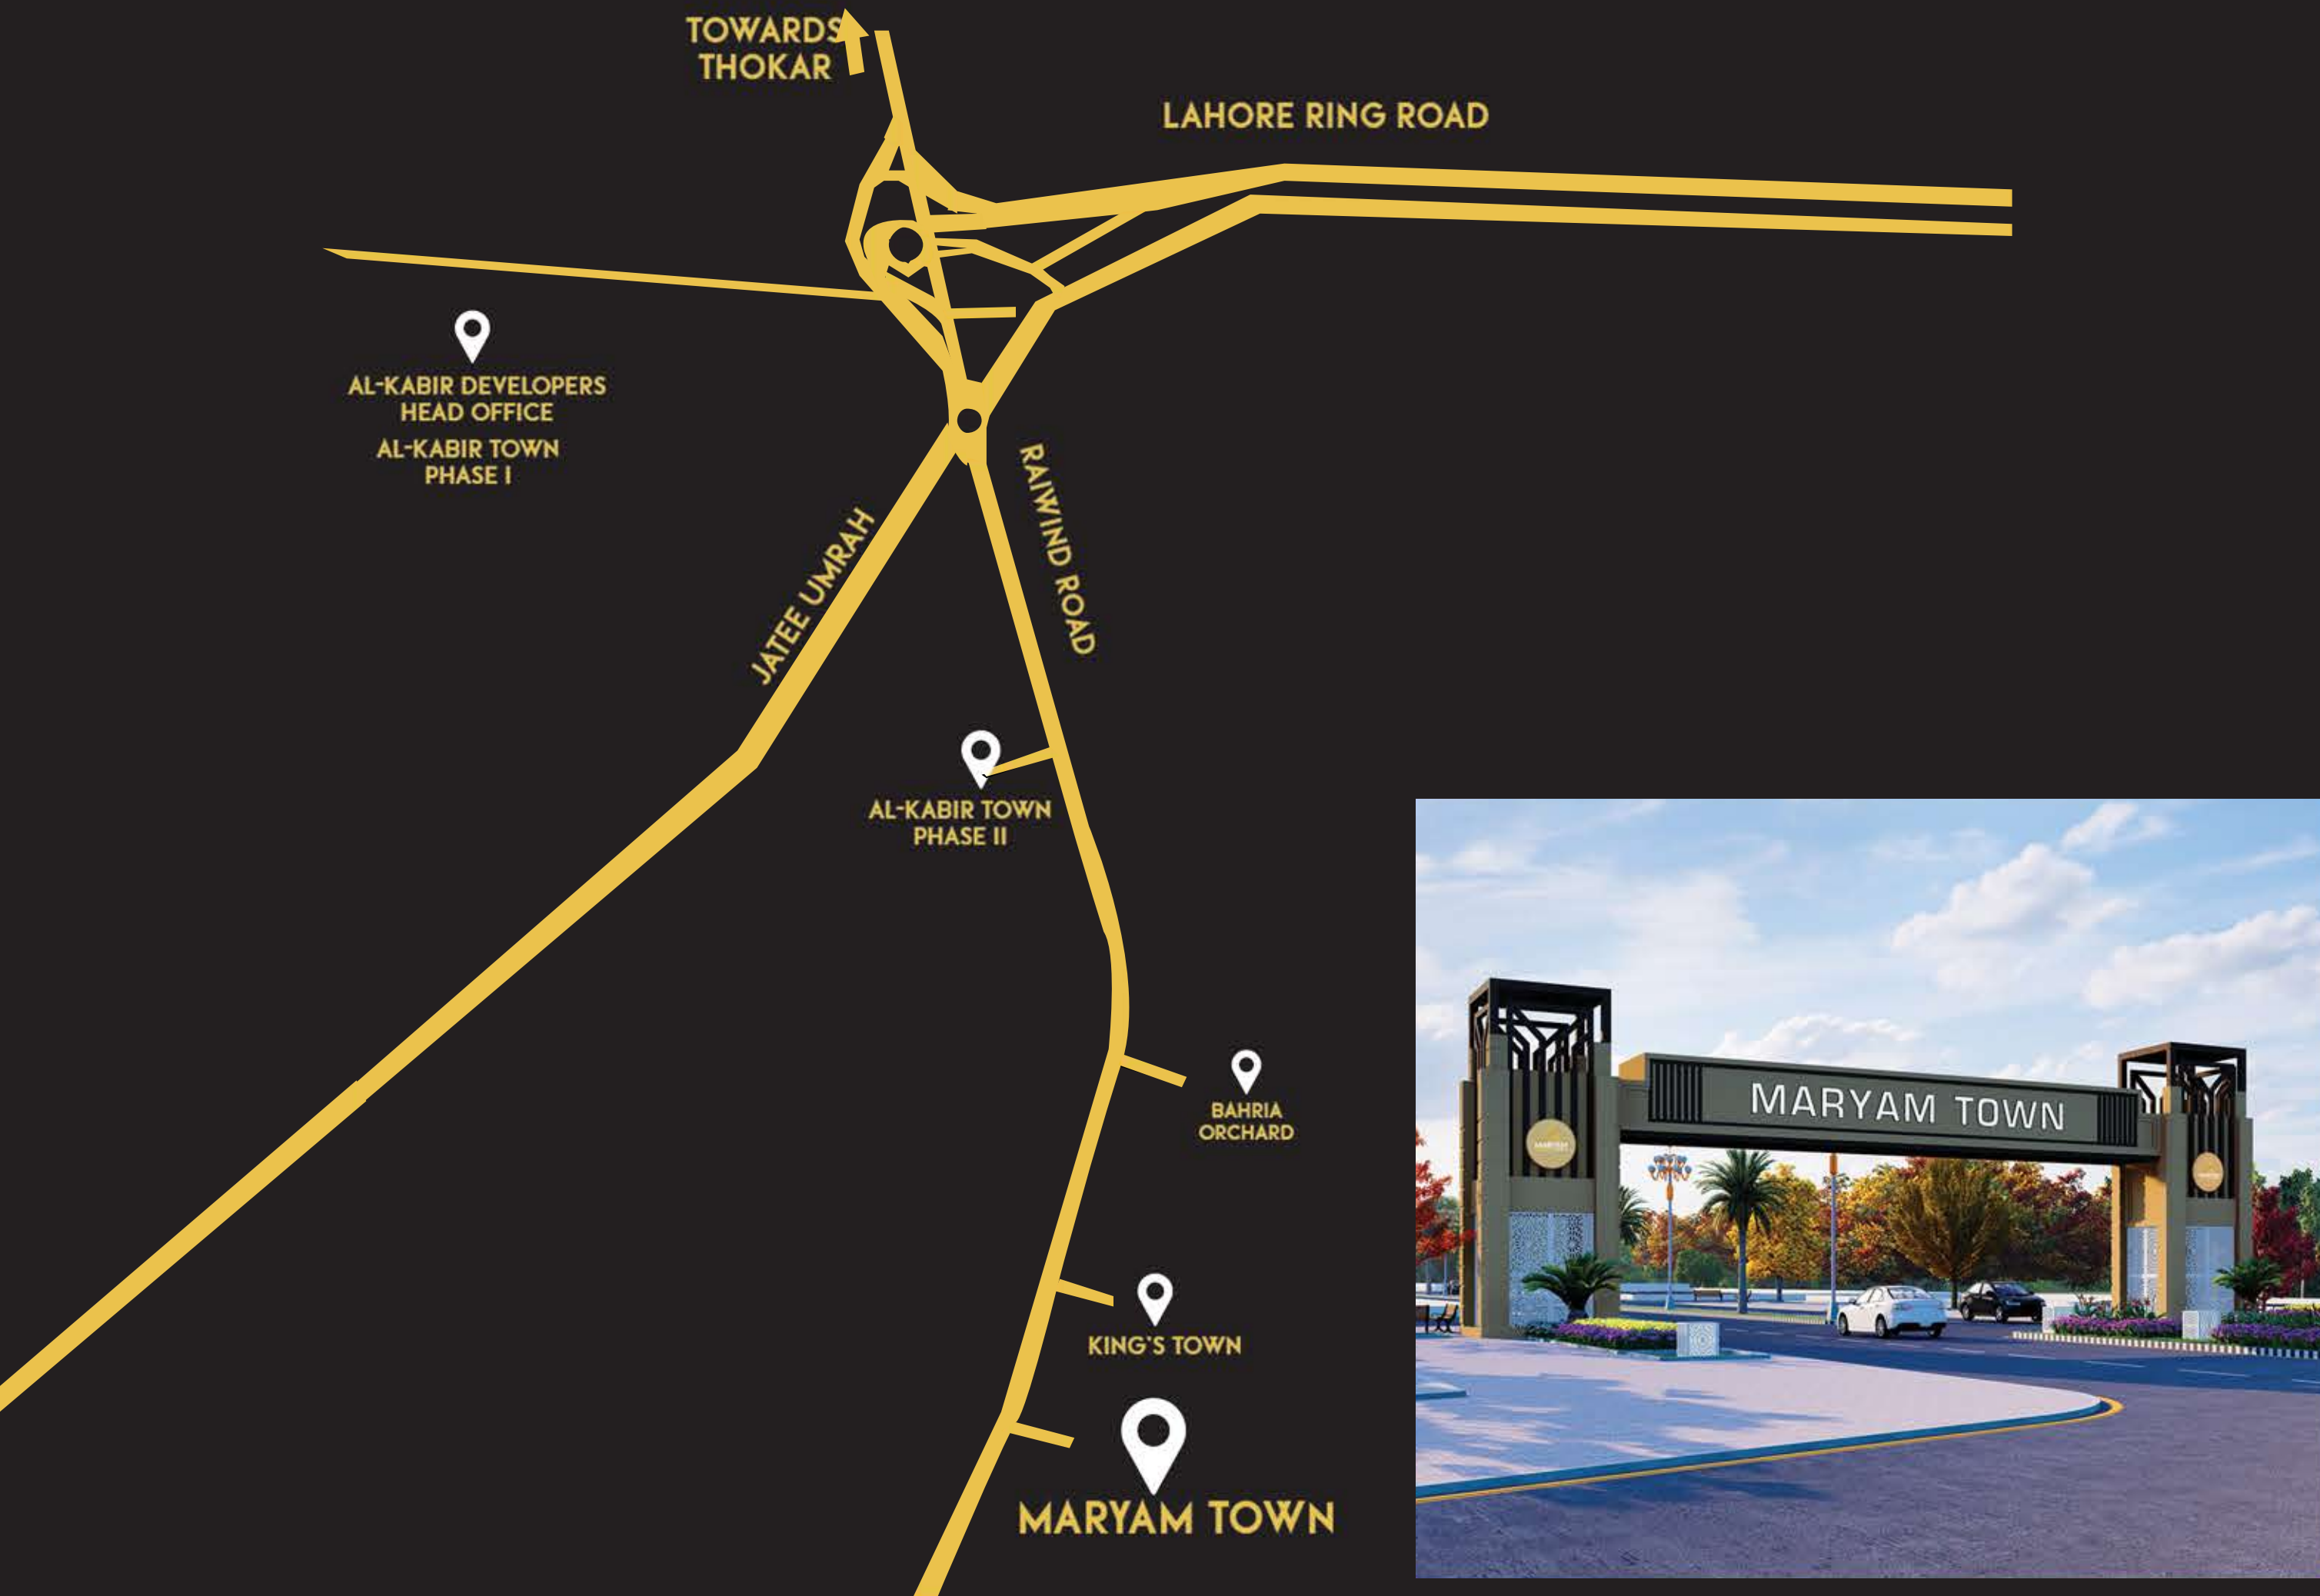 TOWARDS
THOKAR
LAHORE RING ROAD
AL-KABIR DEVELOPERS
HEAD OFFICE
AL-KABIR TOWN
PHASE I
JATEE UMRAH
RAIWIND ROAD
AL-KABIR TOWN
PHASE II
BAHRIA
ORCHARD
KING'S TOWN
MARYAM TOWN
MARYAM TOWN